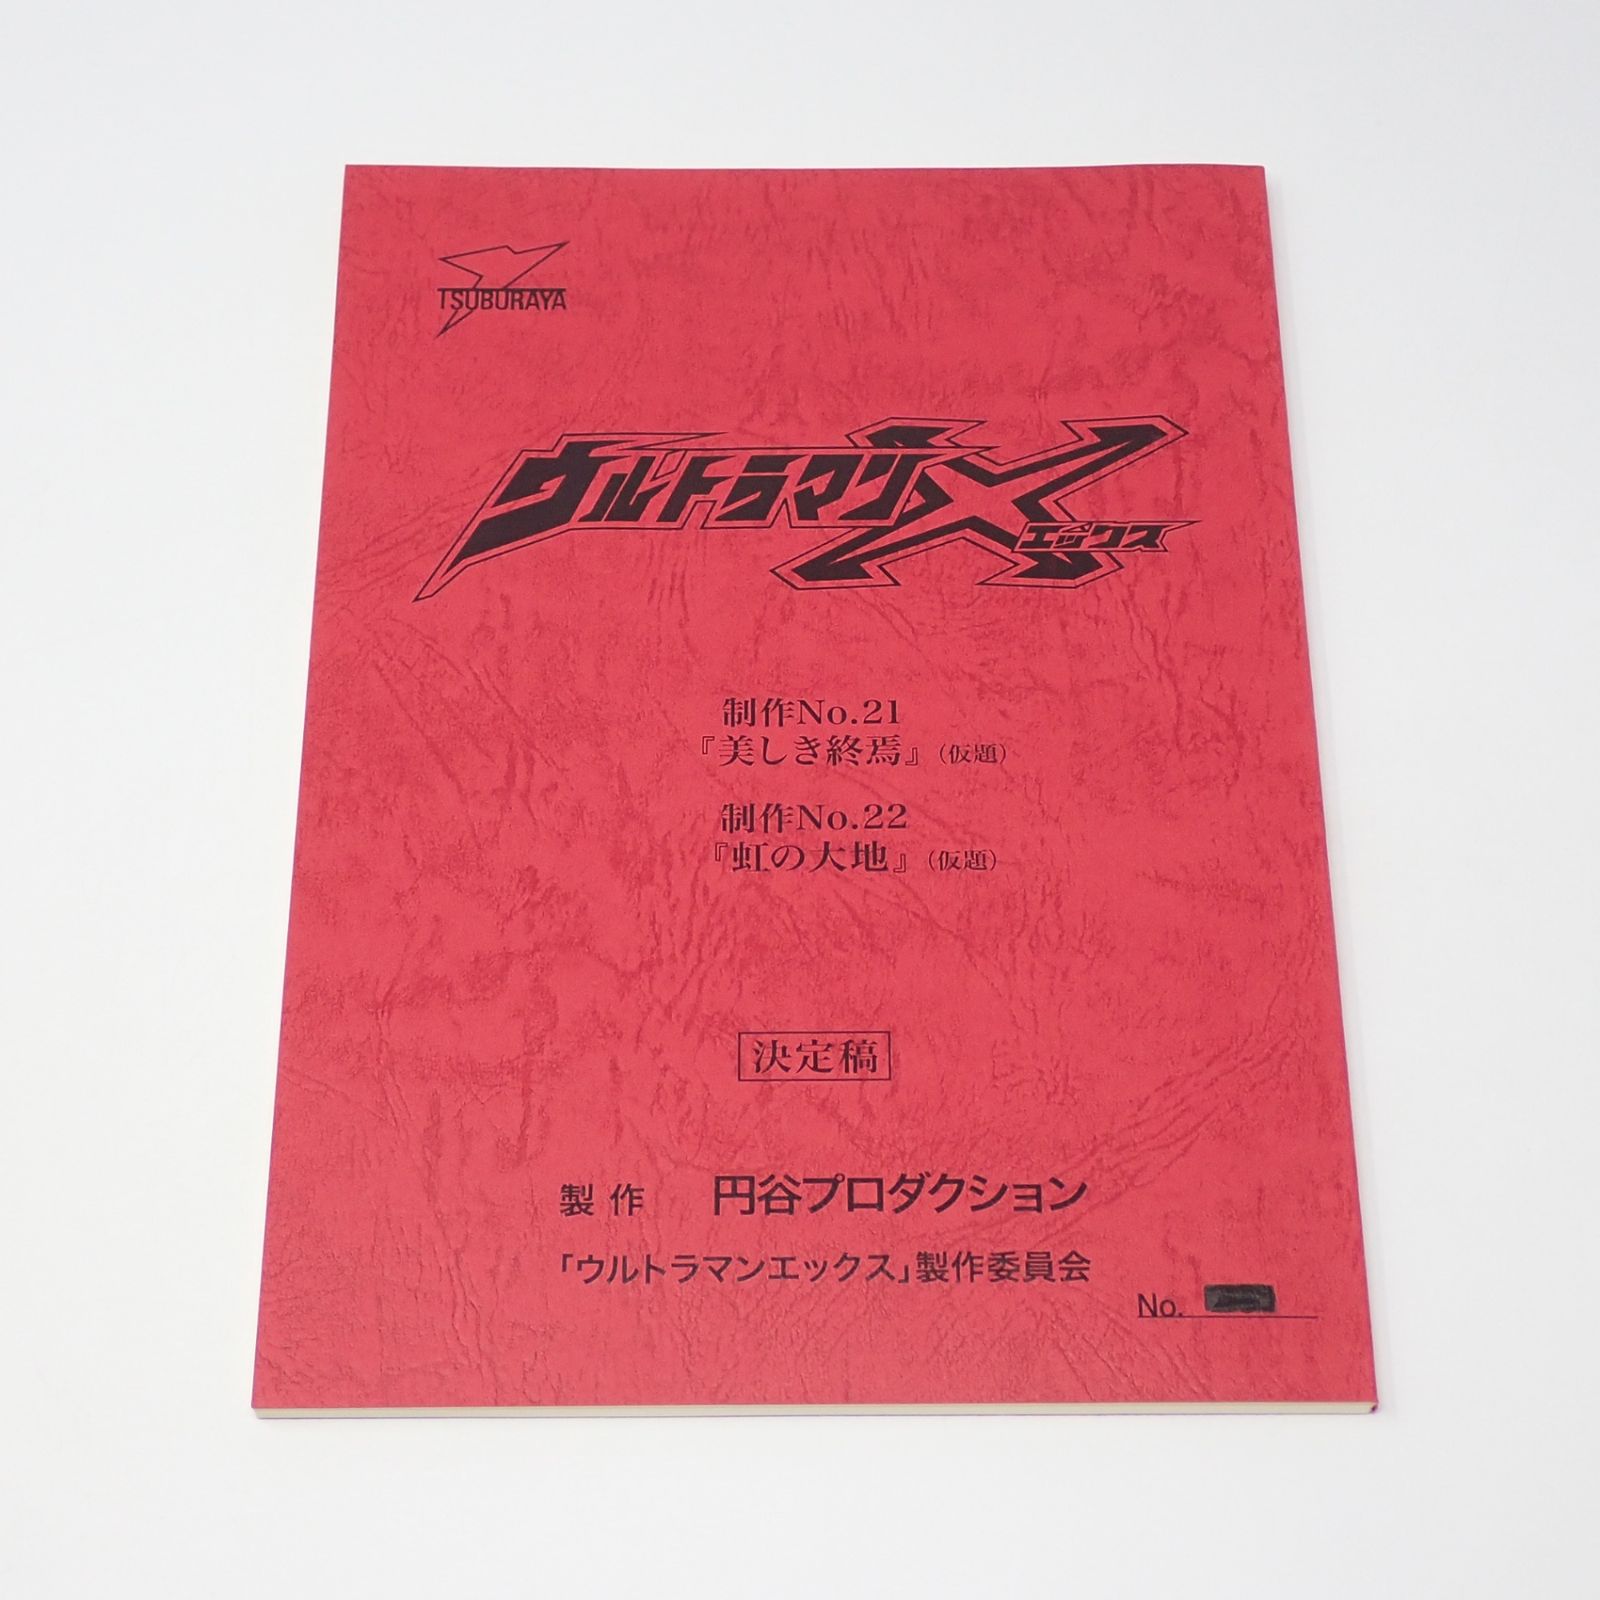 TSUBURAYA
ウルトラマンX
エックス
制作No.21
『美しき終焉』(仮題)
制作No.22
『虹の大地』(仮題)
決定稿
製作 円谷プロダクション
「ウルトラマンエックス」製作委員会
No.